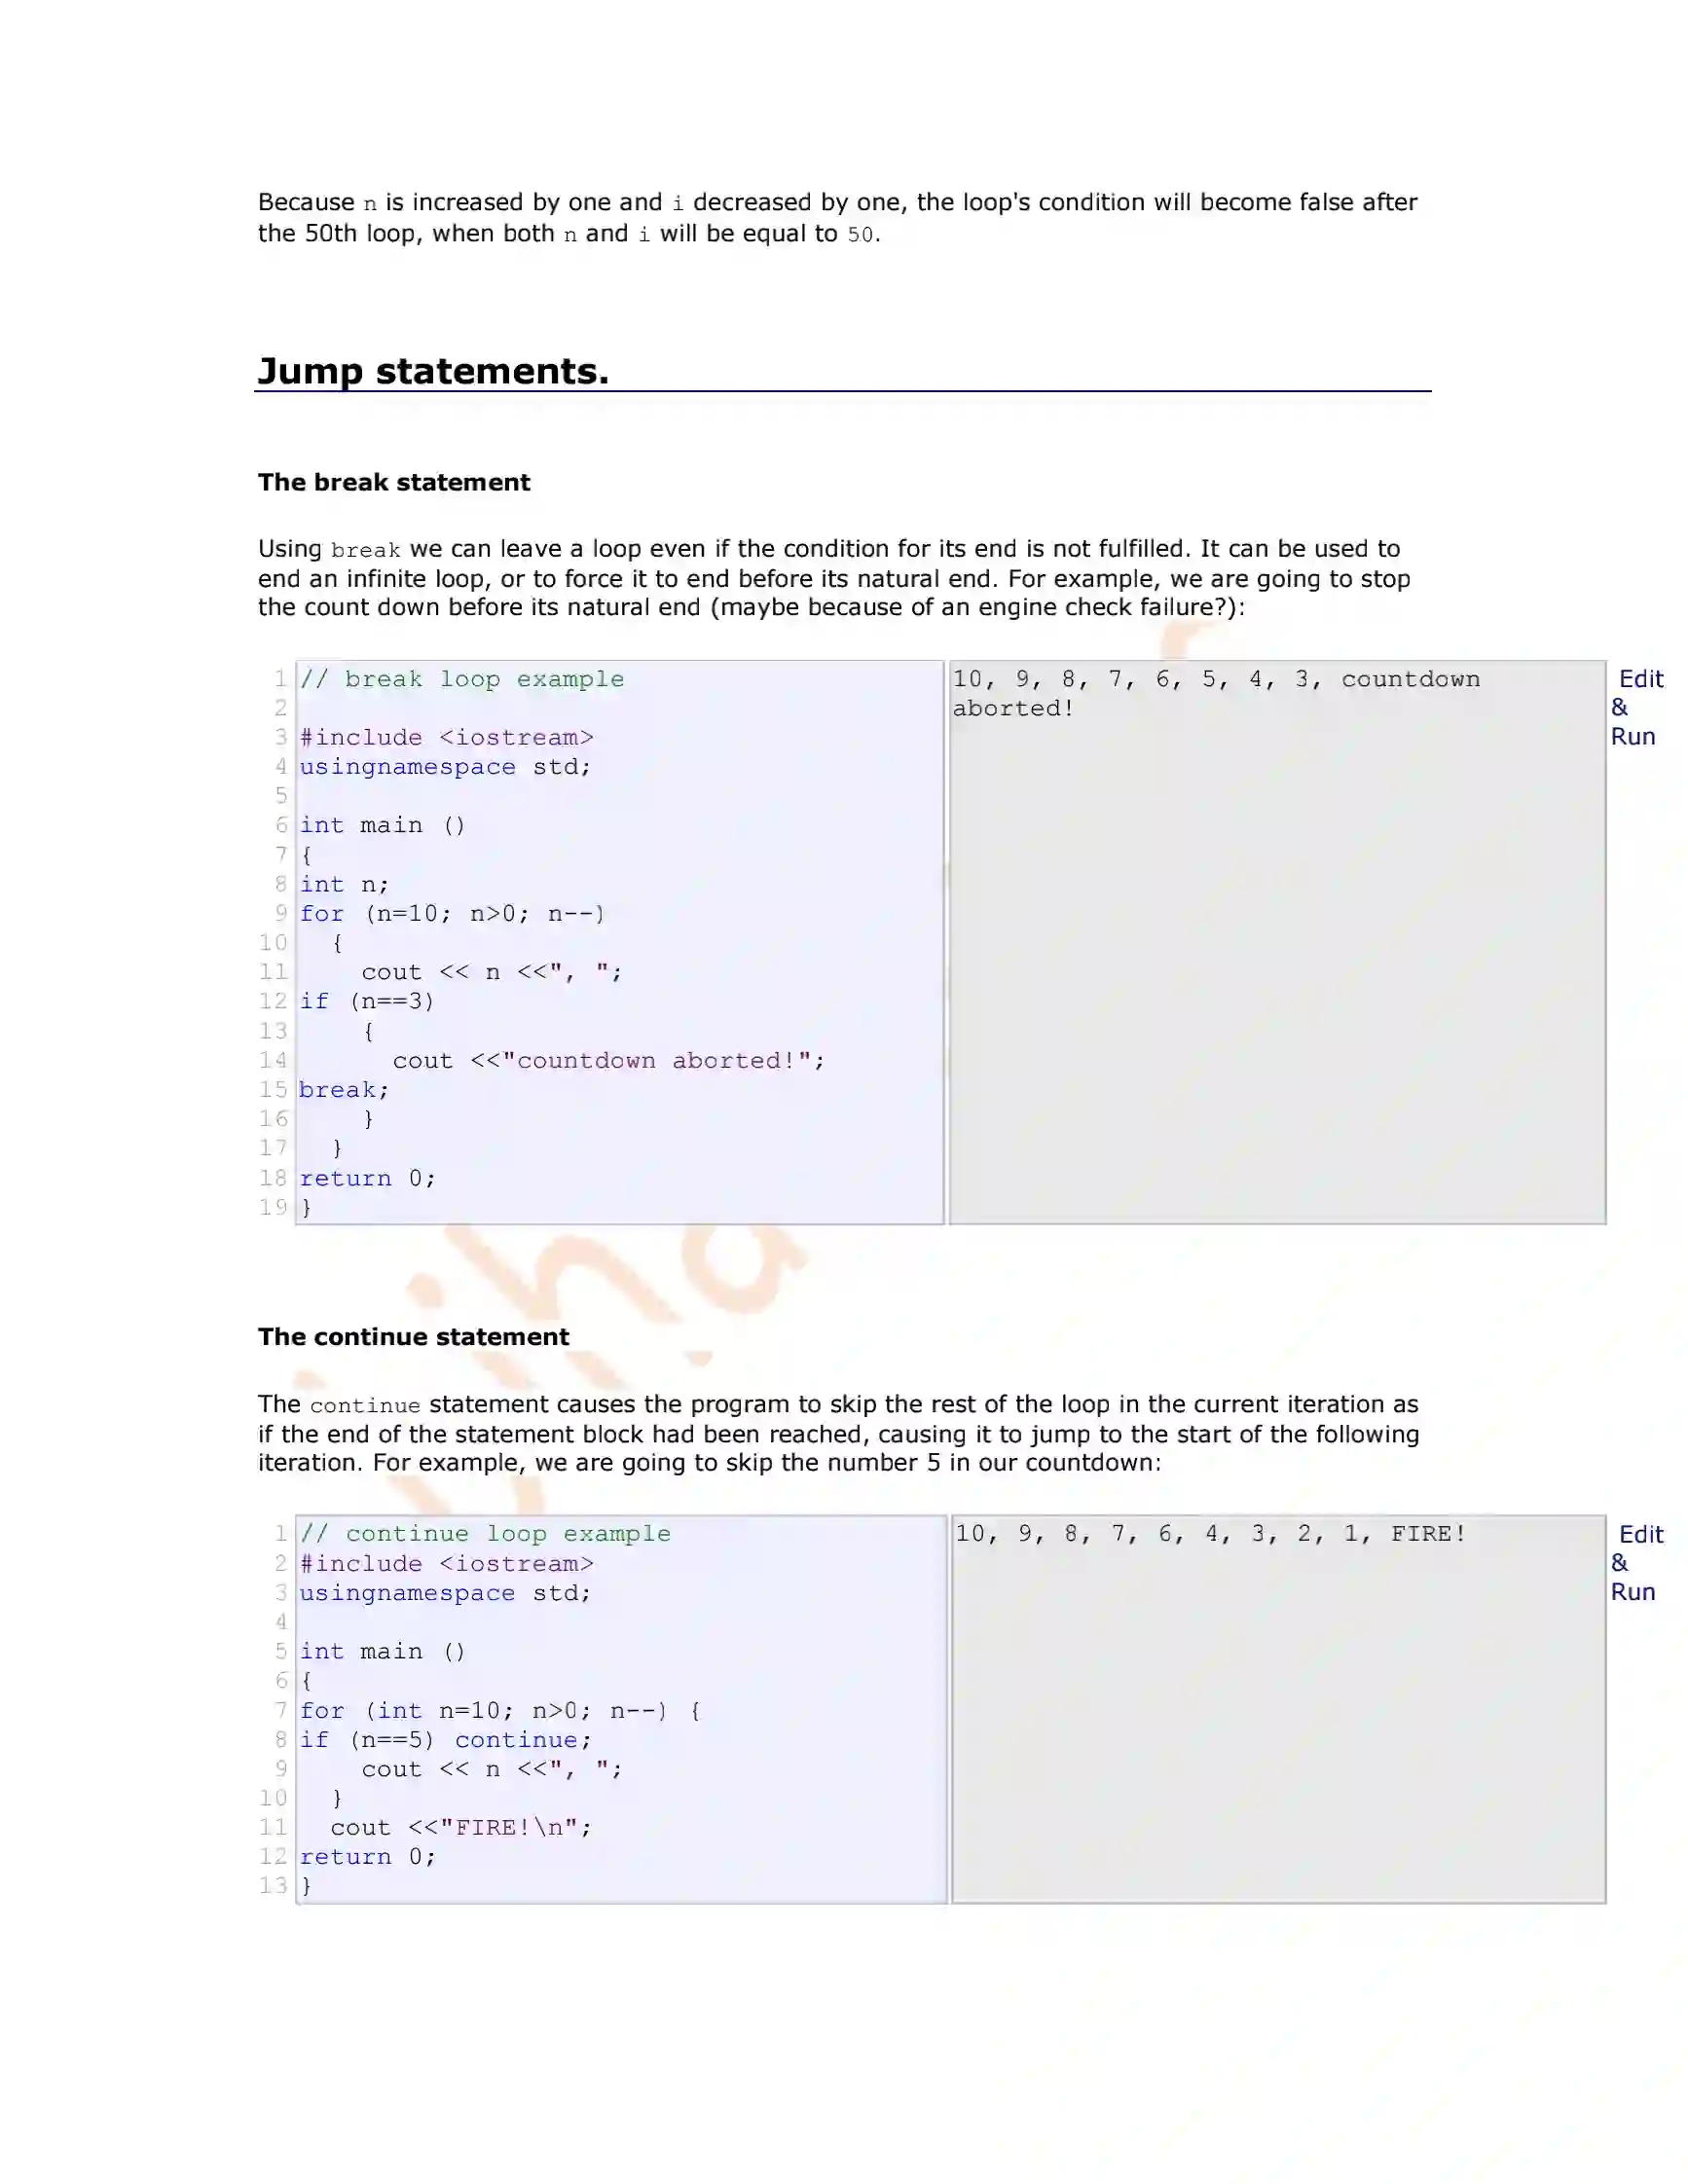 Because n is increased by one and i decreased by one, the loop's condition will become false after
the 50th loop, when both n and i will be equal to 50.
Jump statements.
The break statement
Using break we can leave a loop even if the condition for its end is not fulfilled. It can be used to
end an infinite loop, or to force it to end before its natural end. For example, we are going to stop
the count down before its natural end (maybe because of an engine check failure?):
1 // break loop example
2
3 #include <iostream>
4 usingnamespace std;
5
6 int main ()
7 {
8 int n;
9 for (n=10; n>0; n--)
10   {
11     cout << n <<", ";
12 if (n==3)
13     {
14       cout <<"countdown aborted!";
15 break;
16     }
17   }
18 return 0;
19 }
10, 9, 8, 7, 6, 5, 4, 3, countdown
aborted!
Edit
&
Run
The continue statement
The continue statement causes the program to skip the rest of the loop in the current iteration as
if the end of the statement block had been reached, causing it to jump to the start of the following
iteration. For example, we are going to skip the number 5 in our countdown:
1 // continue loop example
2 #include <iostream>
3 usingnamespace std;
4
5 int main ()
6 {
7 for (int n=10; n>0; n--) {
8 if (n==5) continue;
9     cout << n <<", ";
10   }
11   cout <<"FIRE!\n";
12 return 0;
13 }
10, 9, 8, 7, 6, 4, 3, 2, 1, FIRE!
Edit
&
Run